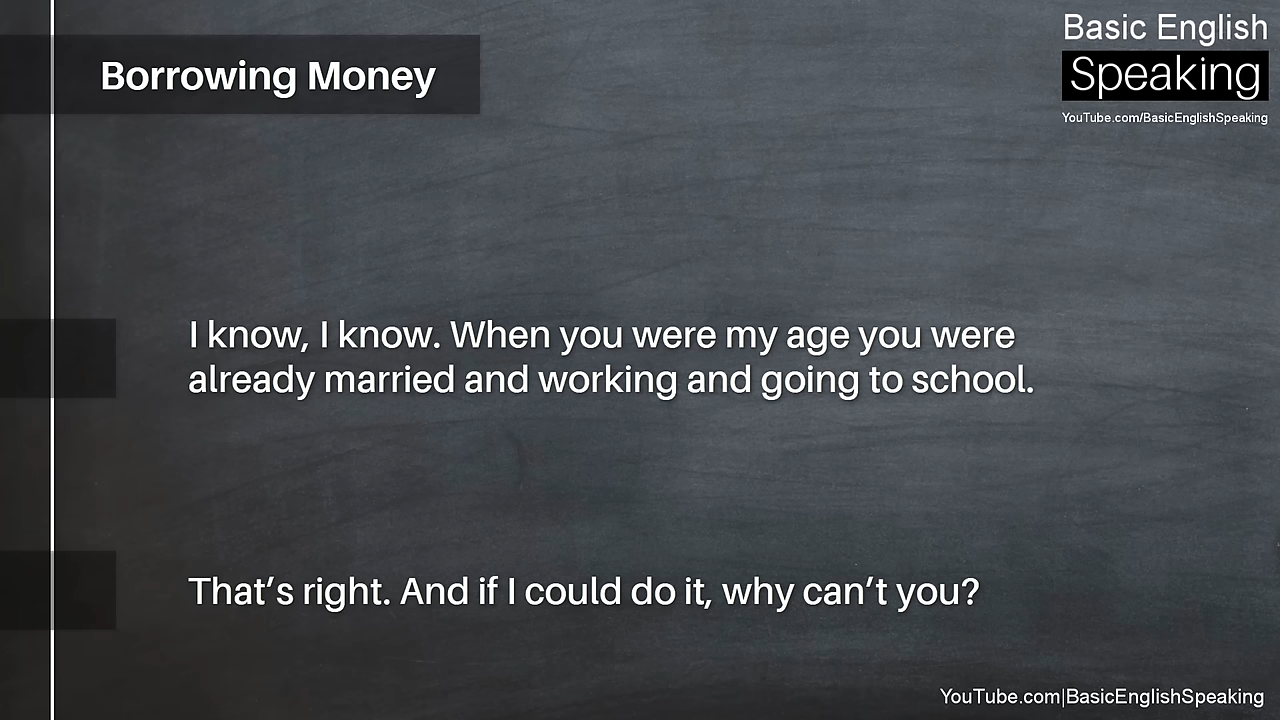 Basic English
Speaking
YouTube.com/BasicEnglishSpeaking
Borrowing Money
I know, I know. When you were my age you were
already married and working and going to school.
That’s right. And if I could do it, why can’t you?
YouTube.com|BasicEnglishSpeaking